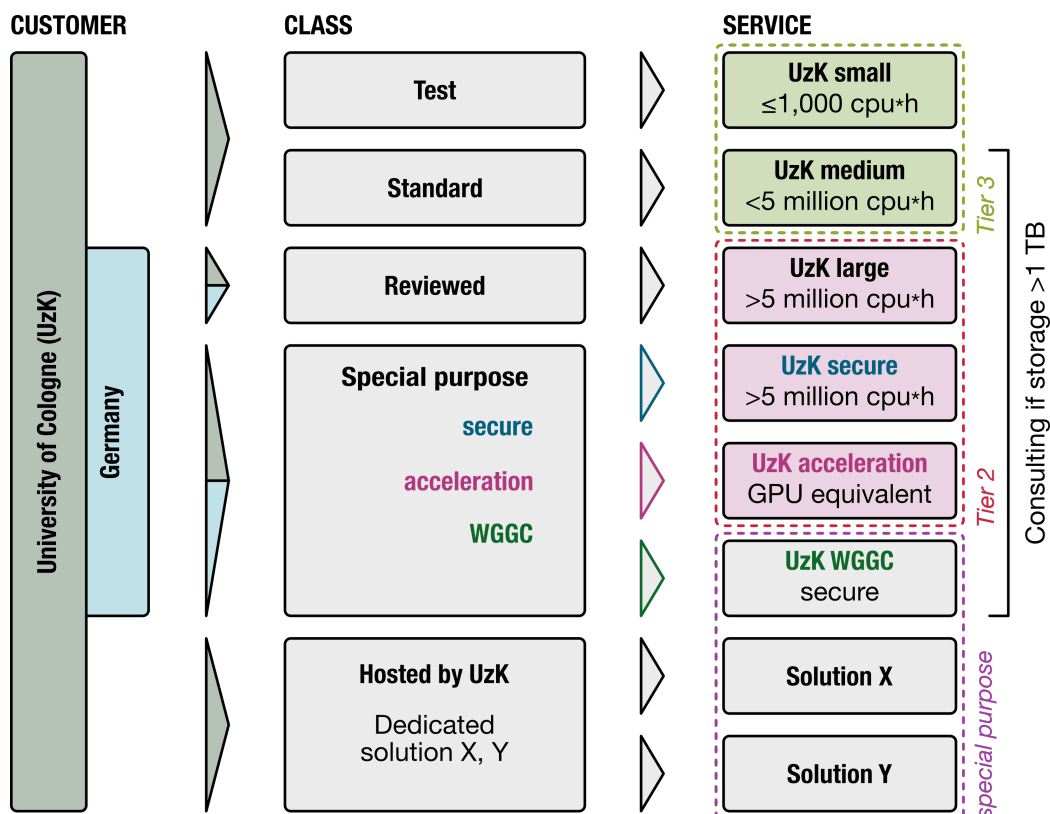 CUSTOMER
CLASS
SERVICE
University of Cologne (UzK)
Germany
Test
Standard
Reviewed
Special purpose
secure
acceleration
WGGC
Hosted by UzK
Dedicated
solution X, Y
UzK small
≤1,000 cpu*h
UzK medium
<5 million cpu*h
UzK large
>5 million cpu*h
UzK secure
>5 million cpu*h
UzK acceleration
GPU equivalent
UzK WGGC
secure
Solution X
Solution Y
Tier 3
Tier 2
special purpose
Consulting if storage >1 TB